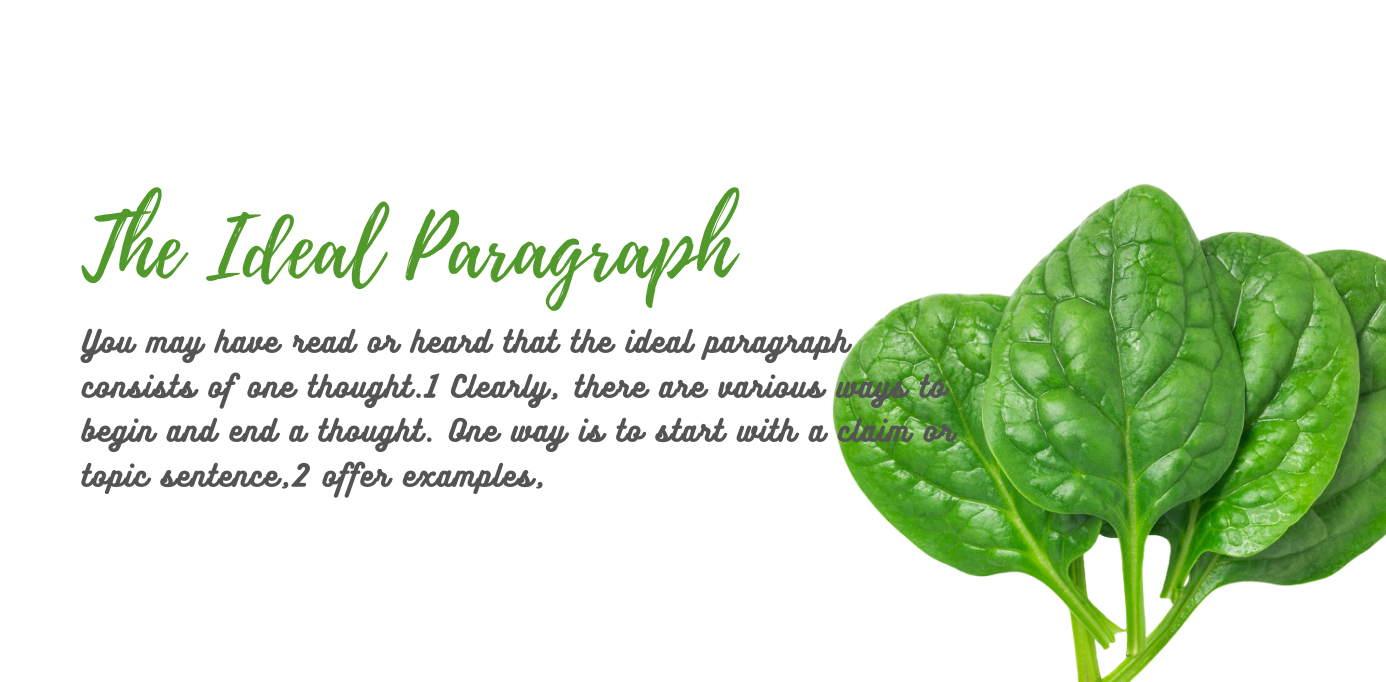 The Ideal Paragraph
You may have read or heard that the ideal paragraph
consists of one thought.1 Clearly, there are various ways to
begin and end a thought. One way is to start with a claim or
topic sentence,2 offer examples,